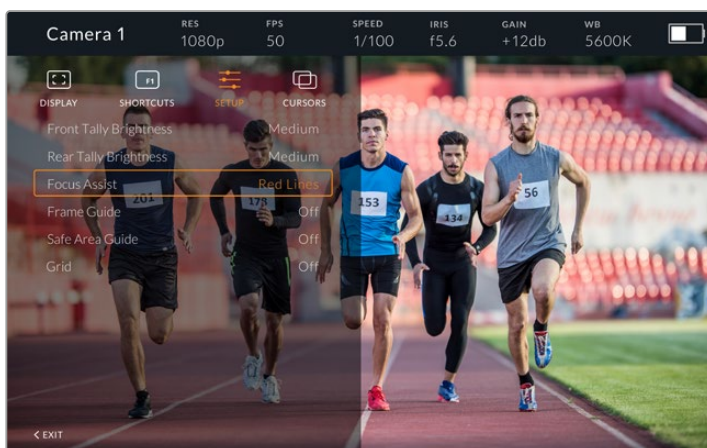 Camera 1
RES FPS SPEED IRIS GAIN WB
1080p 50 1/100 f5.6 +12db 5600K
F1
DISPLAY SHORTCUTS SETUP CURSORS
Front Tally Brightness Medium
Rear Tally Brightness Medium
Focus Assist Red Lines
Frame Guide Off
Safe Area Guide Off
Grid Off
201 178 153 134 56
< EXIT